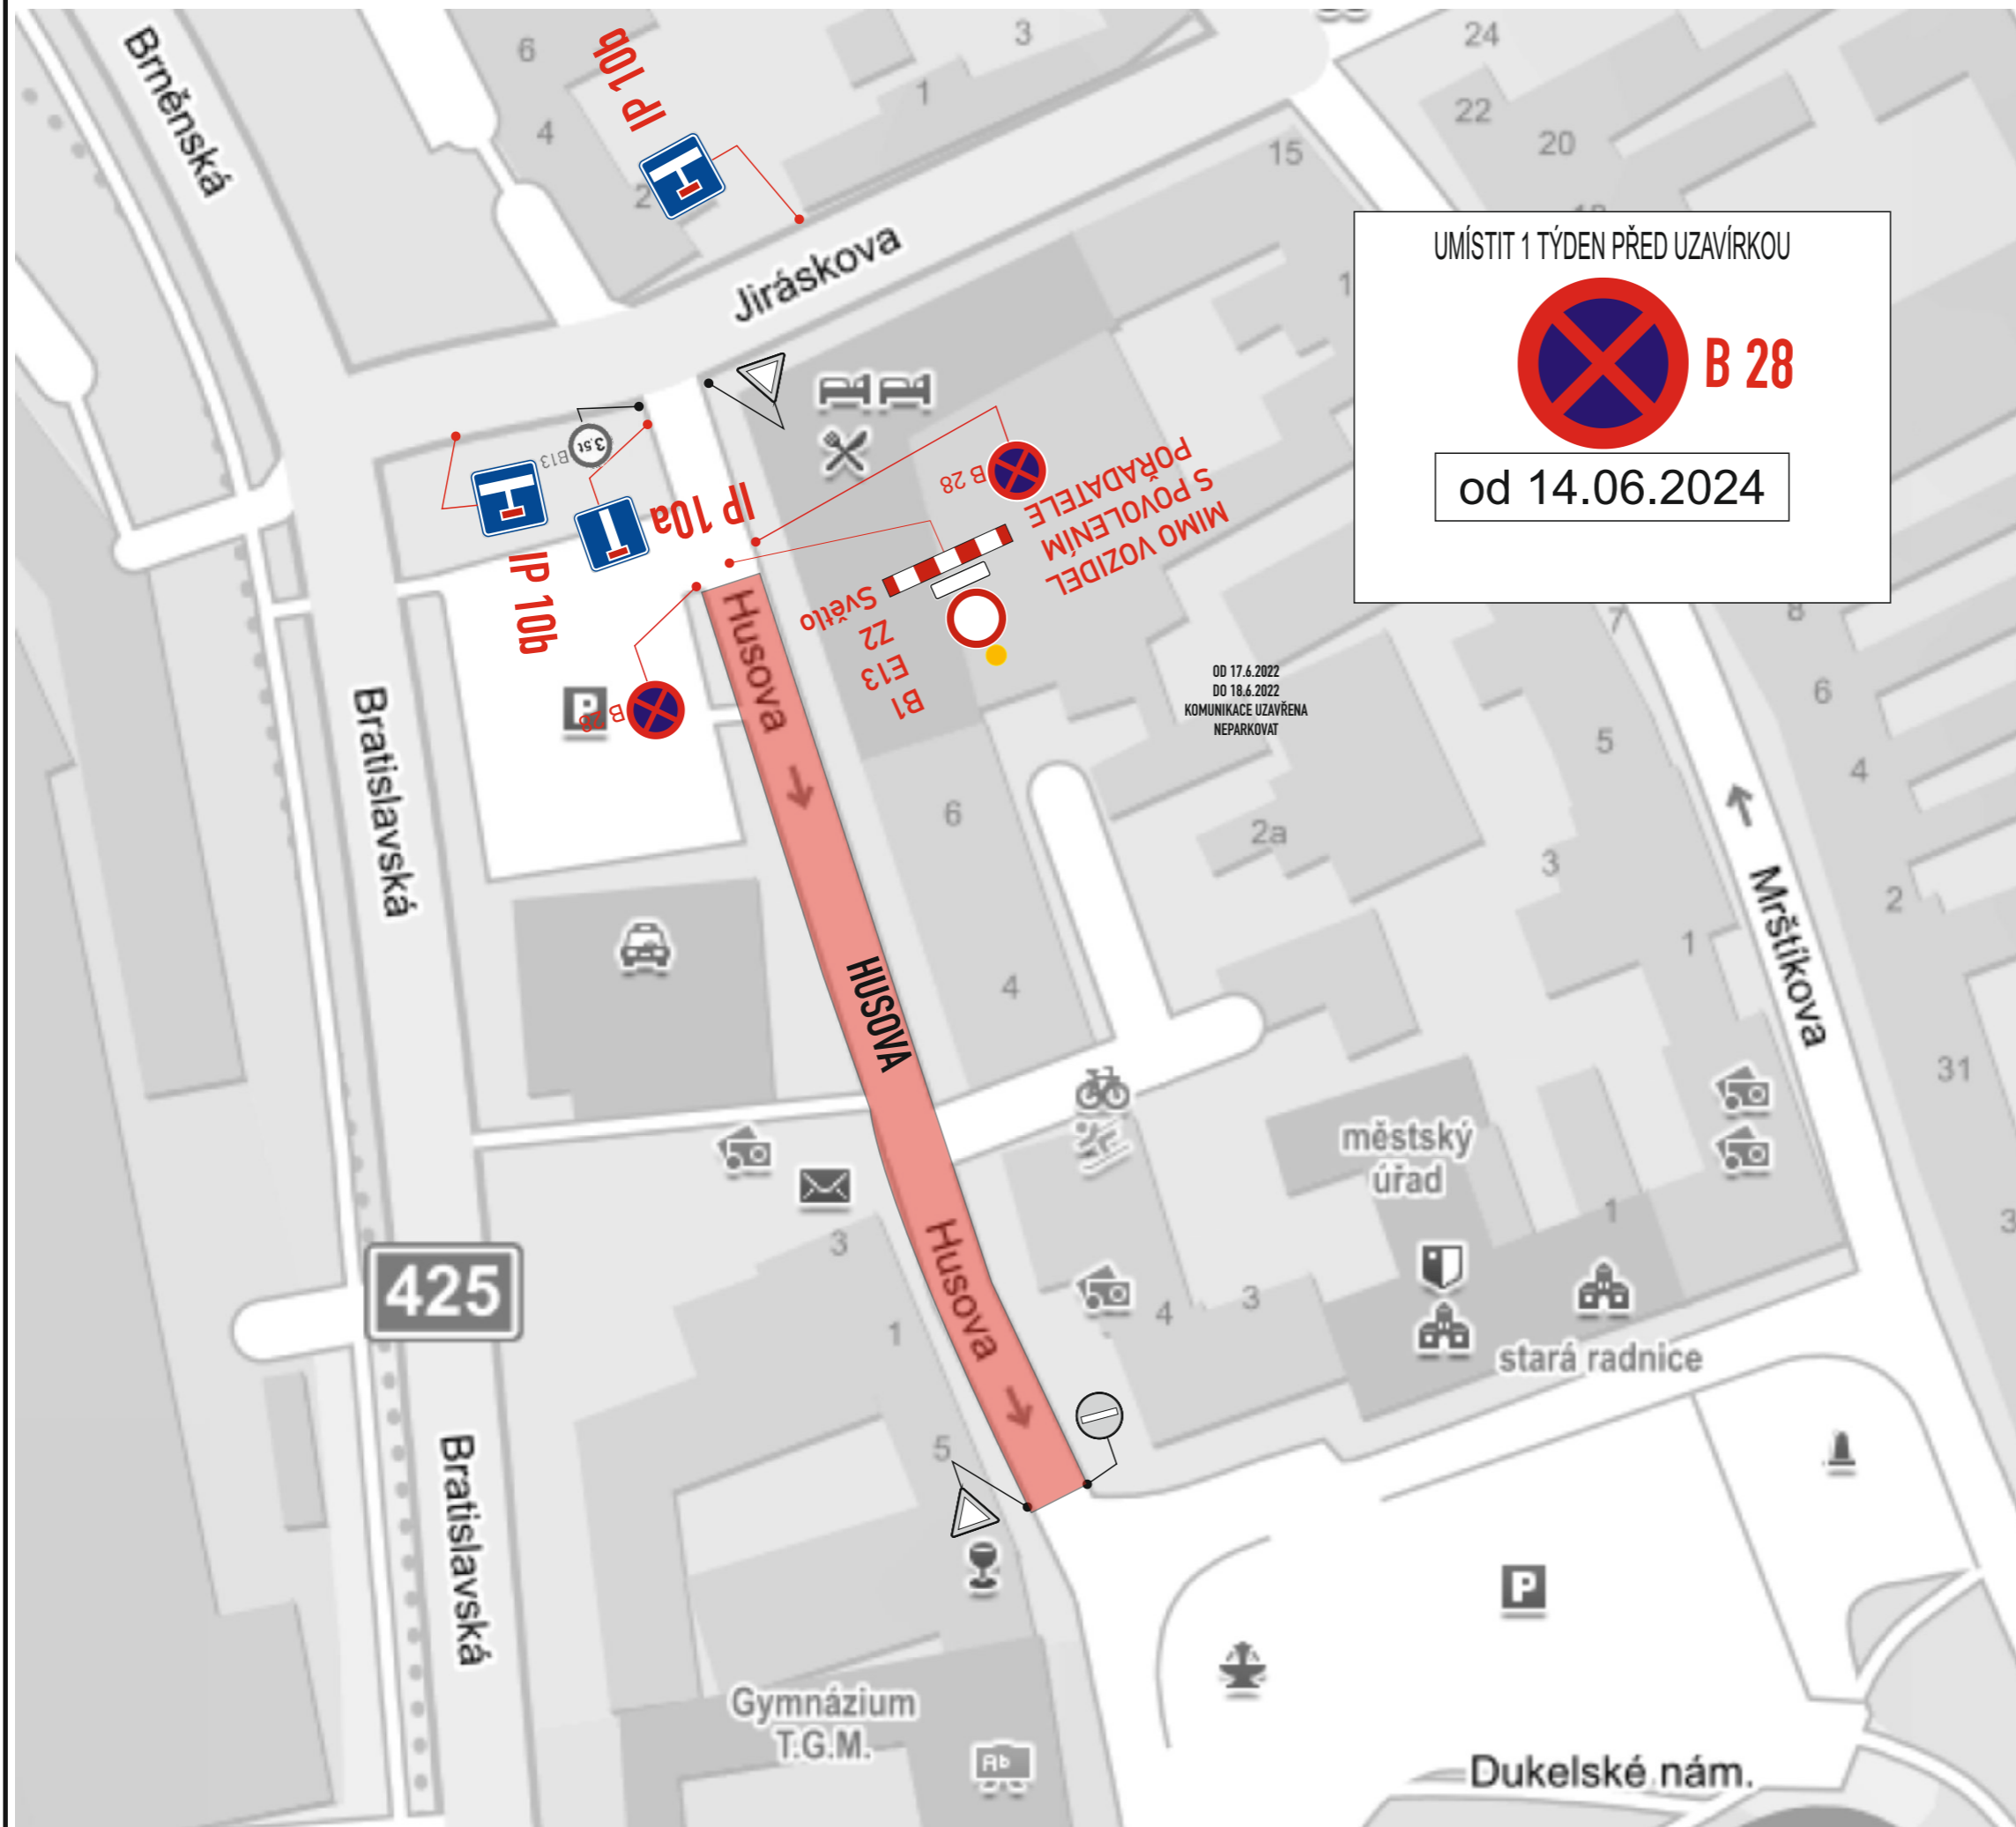 Brněnská
6
4
2
IP 10b
3
1
15
24
22
20
Jiráskova
UMÍSTIT 1 TÝDEN PŘED UZAVÍRKOU
B 28
od 14.06.2024
3.5t
B13
IP 10b
IP 10a
B 28
MIMO VOZIDEL
S POVOLENÍM
POŘADATELE
B1
E13
Z2
Světlo
Husova
P
B 28
OD 17.6.2022
DO 18.6.2022
KOMUNIKACE UZAVŘENA
NEPARKOVAT
Bratislavská
7
8
6
5
4
3
2
1
6
2a
4
Mrštíkova
HUSOVA
31
městský
úřad
1
3
3
4
425
1
Husova
stará radnice
5
Bratislavská
P
Gymnázium
T.G.M.
Ab
Dukelské nám.